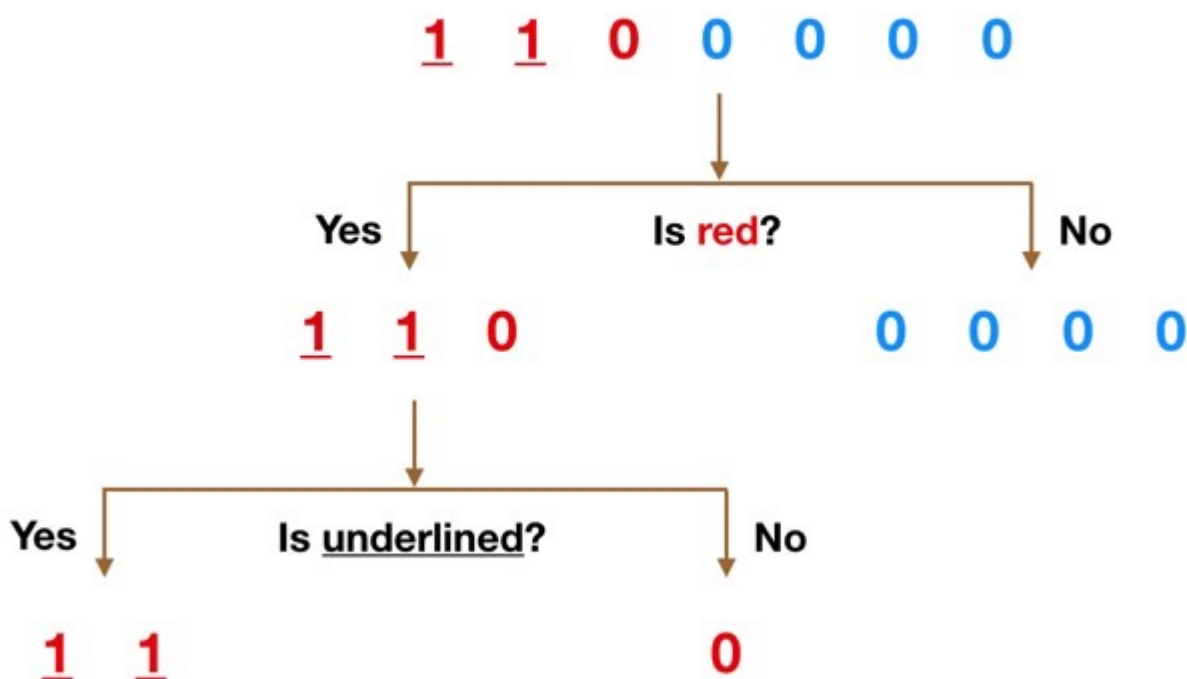 1 1 0 0 0 0 0
Yes Is red? No
1 1 0 0 0 0 0
Yes Is underlined? No
1 1 0